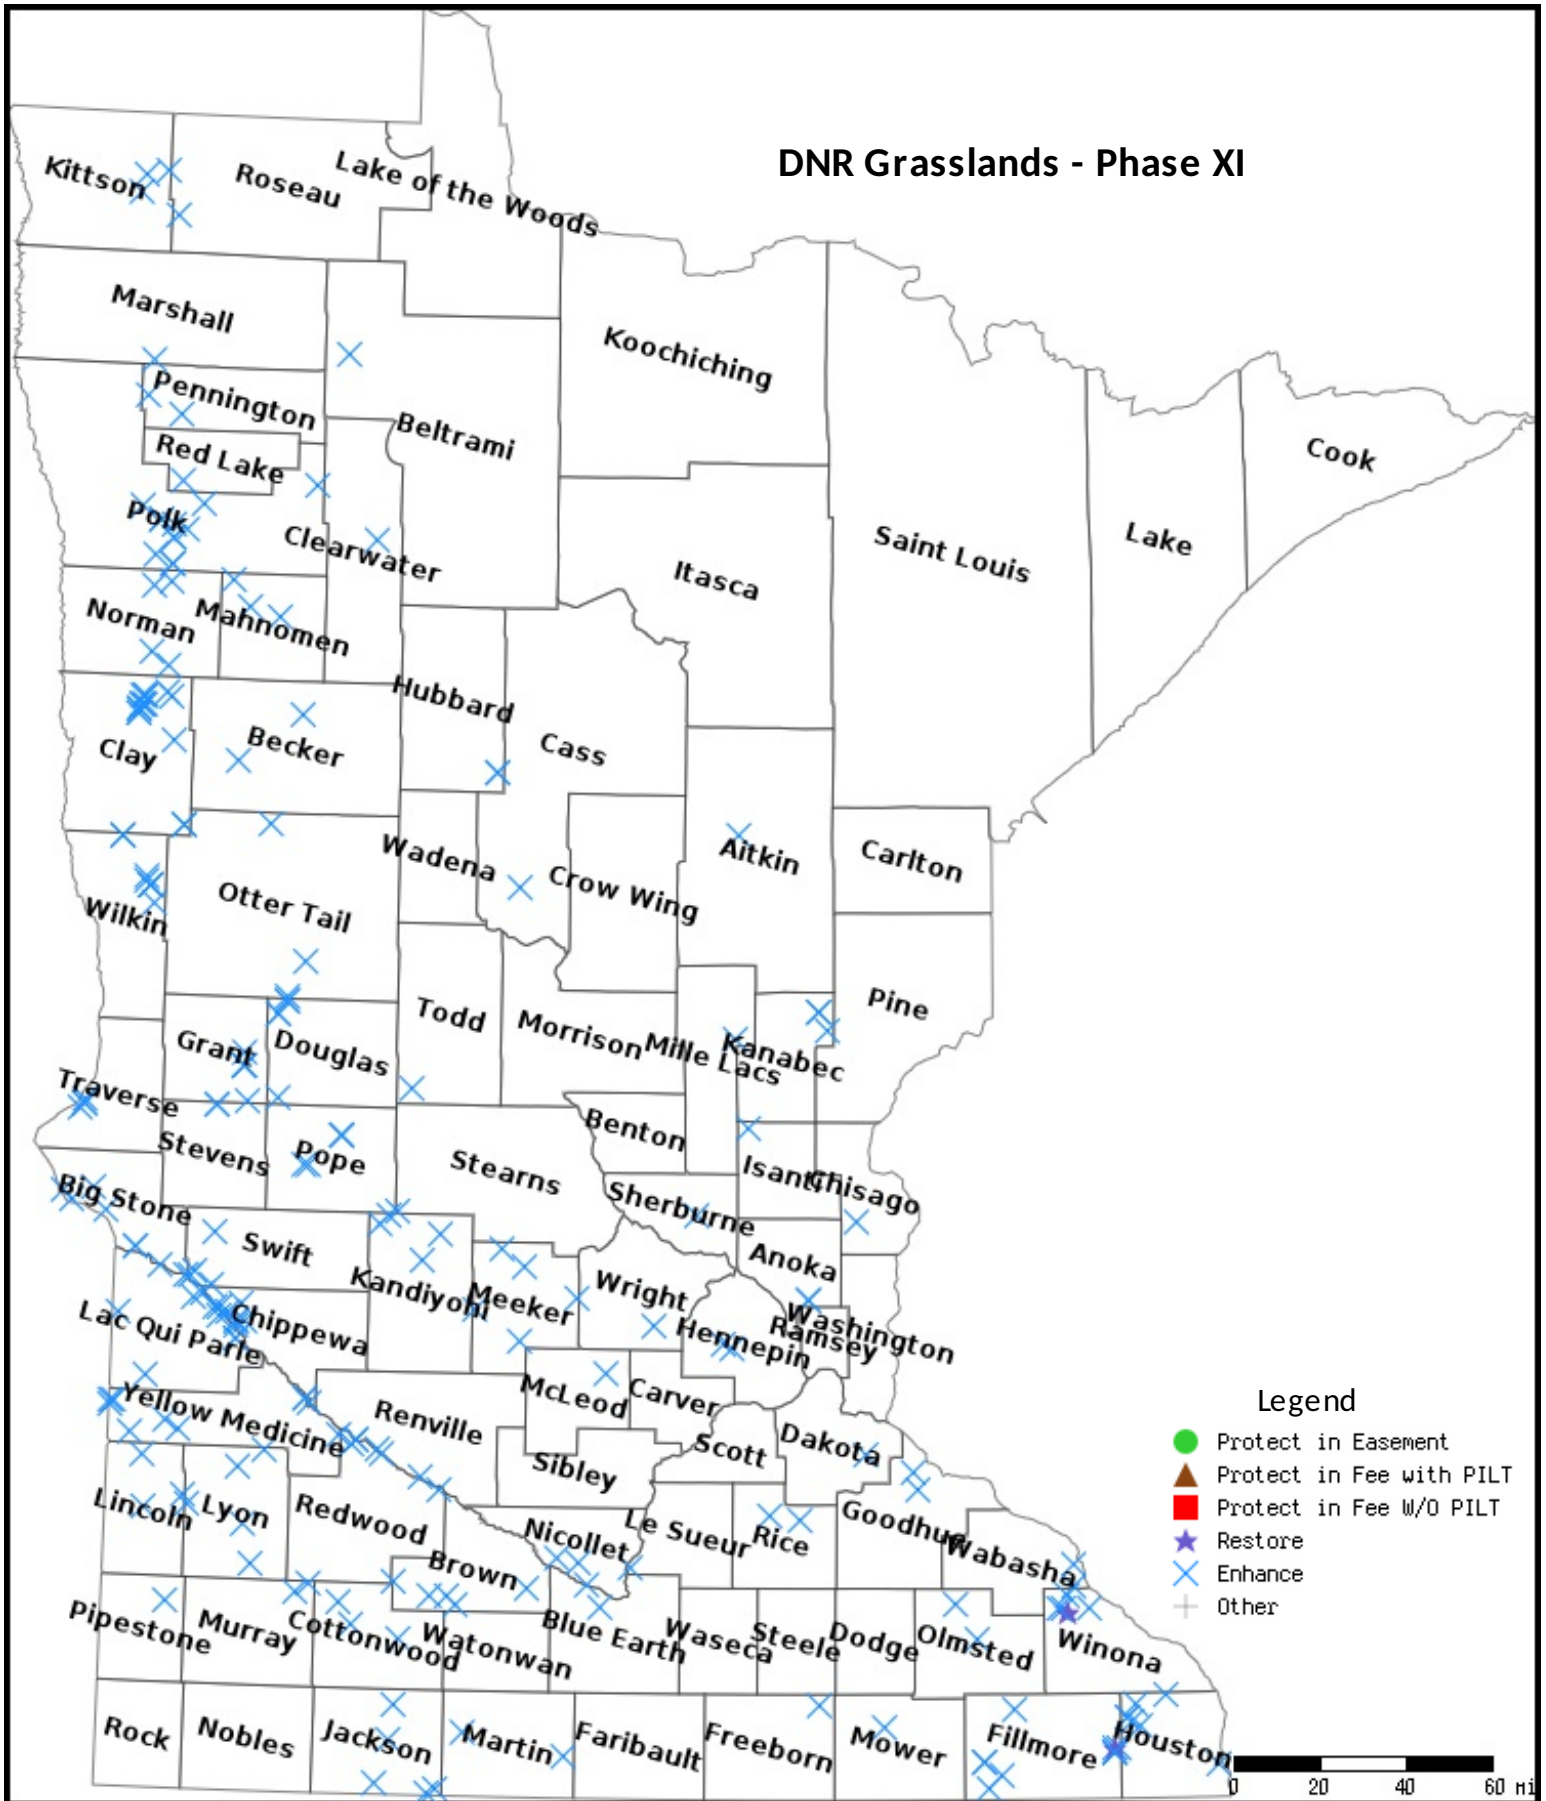 DNR Grasslands - Phase XI
Kittson
Roseau
Lake of the Woods
Marshall
Koochiching
Pennington
Beltrami
Red Lake
Cook
Polk
Clearwater
Saint Louis
Lake
Itasca
Norman
Mahnomen
Hubbard
Clay
Becker
Cass
Wadena
Crow Wing
Aitkin
Carlton
Wilkin
Otter Tail
Pine
Todd
Morrison
Mille Lacs
Kanabec
Grant
Douglas
Traverse
Stevens
Pope
Stearns
Benton
Isanti
Chisago
Big Stone
Sherburne
Swift
Anoka
Kandiyohi
Meeker
Wright
Lac Qui Parle
Chippewa
Hennepin
Ramsey
Washington
Yellow Medicine
Renville
McLeod
Carver
Scott
Dakota
Sibley
Lincoln
Lyon
Redwood
Nicollet
Le Sueur
Rice
Goodhue
Wabasha
Brown
Pipestone
Murray
Cottonwood
Watonwan
Blue Earth
Waseca
Steele
Dodge
Olmsted
Winona
Rock
Nobles
Jackson
Martin
Faribault
Freeborn
Mower
Fillmore
Houston
Legend
Protect in Easement
Protect in Fee with PILT
Protect in Fee W/O PILT
Restore
Enhance
Other
0 20 40 60 mi